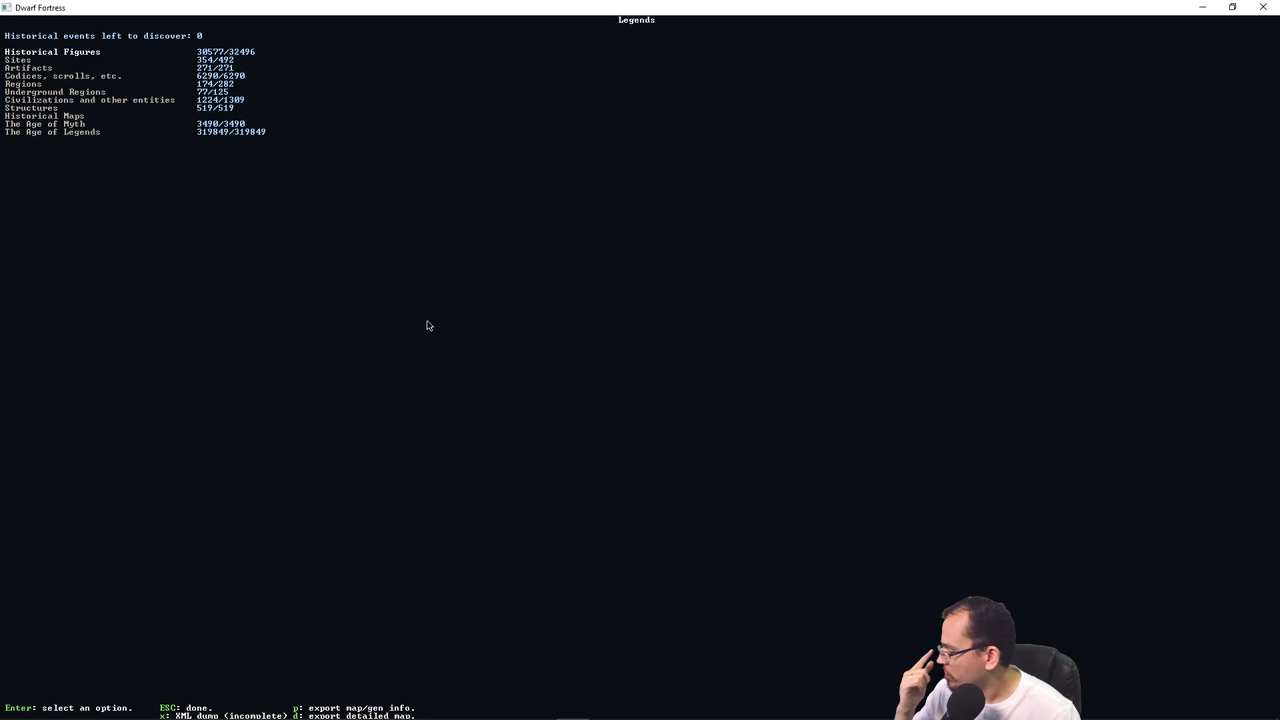 Dwarf Fortress
Legends
Historical events left to discover: 0
Historical Figures 30577/32496
Sites 354/492
Artifacts 271/271
Codices, scrolls, etc. 6290/6290
Regions 174/282
Underground Regions 77/125
Civilizations and other entities 1224/1309
Structures 519/519
Historical Maps
The Age of Myth 3490/3490
The Age of Legends 319849/319849
Enter: select an option. ESC: done. p: export map/gen info.
x: XML dump (incomplete) d: export detailed map.